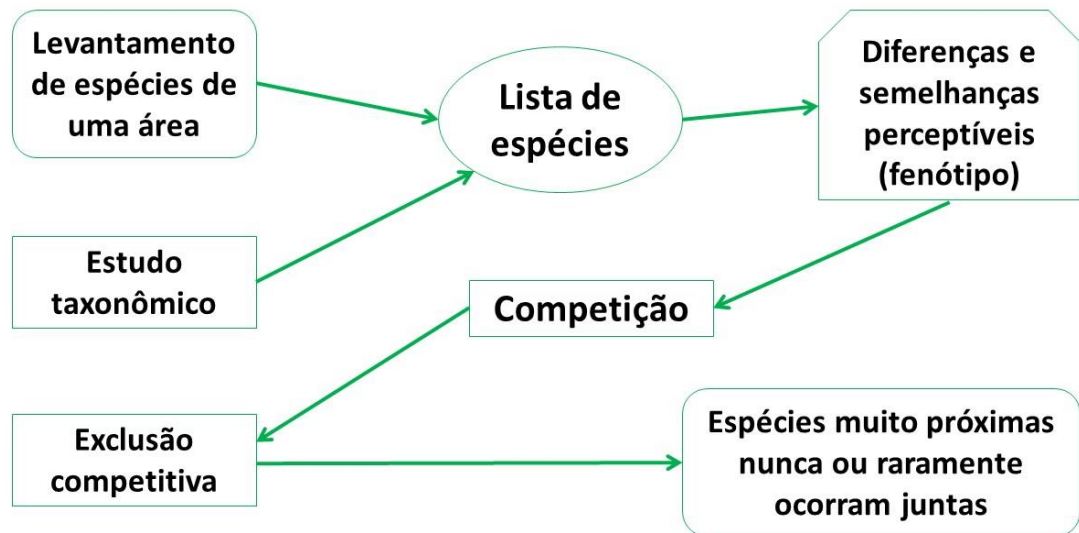 Levantamento
de espécies de
uma área
Lista de
espécies
Diferenças e
semelhanças
perceptíveis
(fenótipo)
Estudo
taxonômico
Competição
Exclusão
competitiva
Espécies muito próximas
nunca ou raramente
ocorram juntas